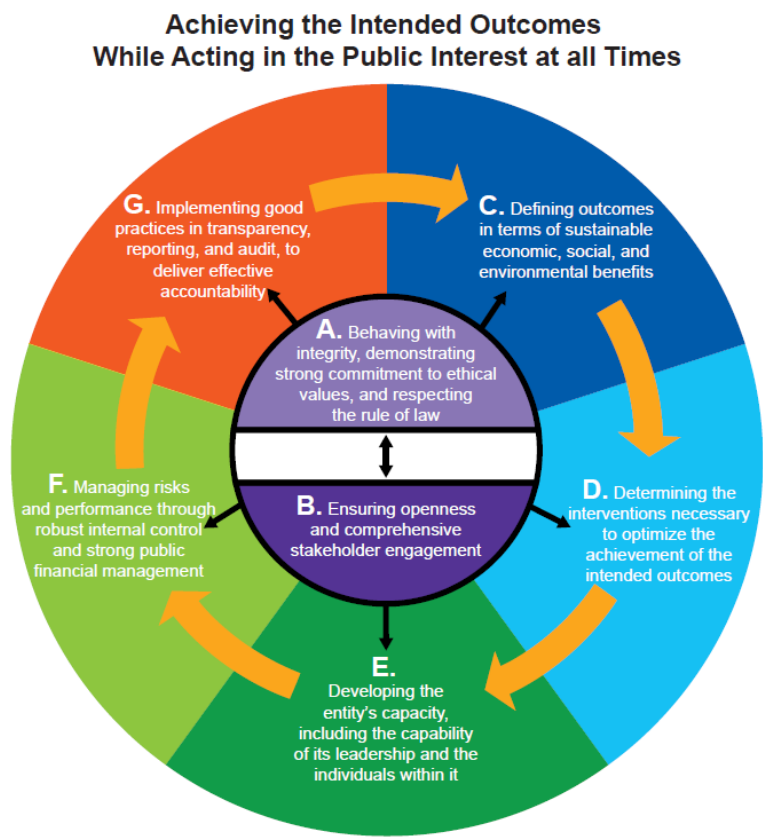 Achieving the Intended Outcomes
While Acting in the Public Interest at all Times
G. Implementing good
practices in transparency,
reporting, and audit, to
deliver effective
accountability
C. Defining outcomes
in terms of sustainable
economic, social, and
environmental benefits
A. Behaving with
integrity, demonstrating
strong commitment to ethical
values, and respecting
the rule of law
F. Managing risks
and performance through
robust internal control
and strong public
financial management
B. Ensuring openness
and comprehensive
stakeholder engagement
D. Determining the
interventions necessary
to optimize the
achievement of the
intended outcomes
E.
Developing the
entity's capacity,
including the capability
of its leadership and the
individuals within it